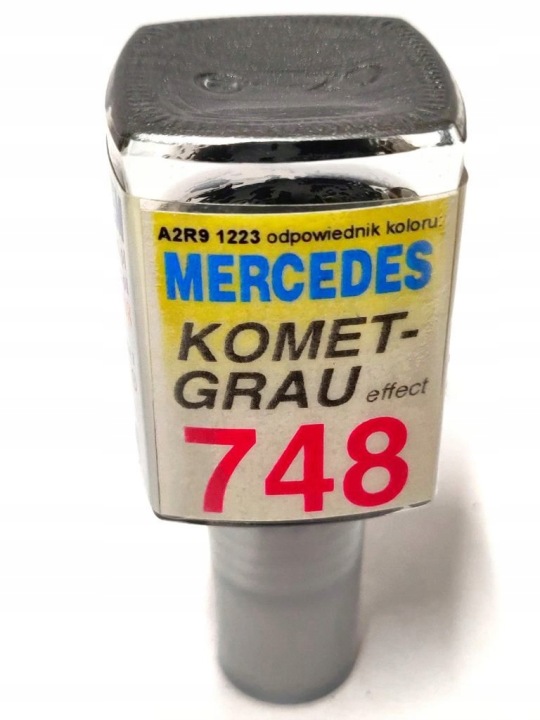 A2R9 1223 odpowiednik koloru:
MERCEDES
KOMET-
GRAU effect
748